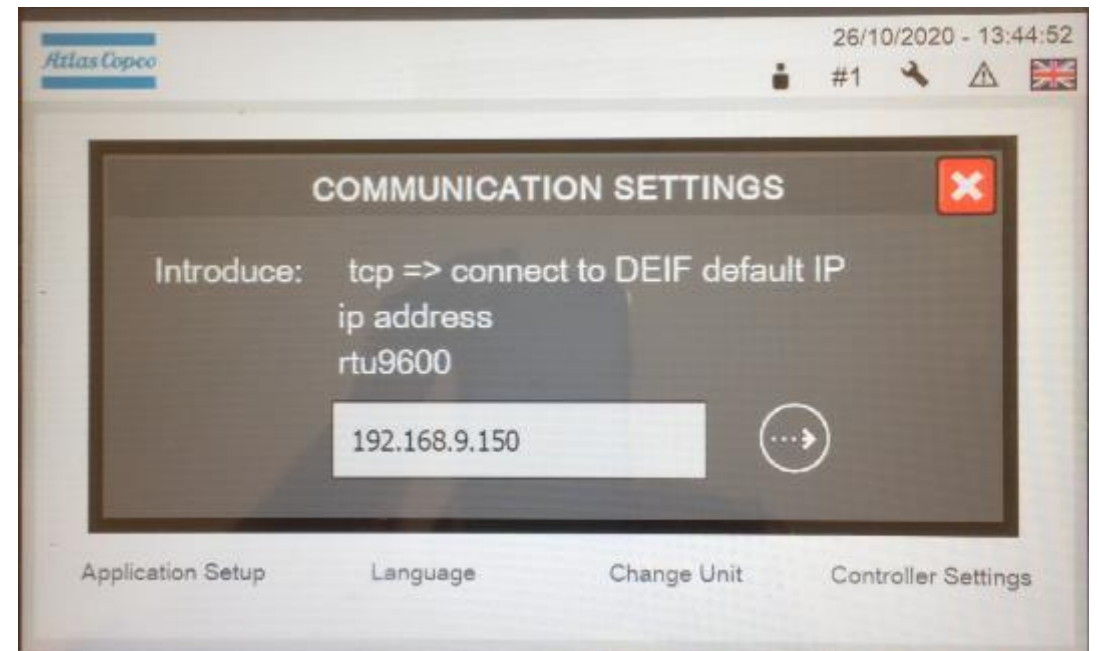 Atlas Copco
26/10/2020 - 13:44:52
#1
COMMUNICATION SETTINGS
Introduce: tcp => connect to DEIF default IP
ip address
rtu9600
192.168.9.150
Application Setup Language Change Unit Controller Settings